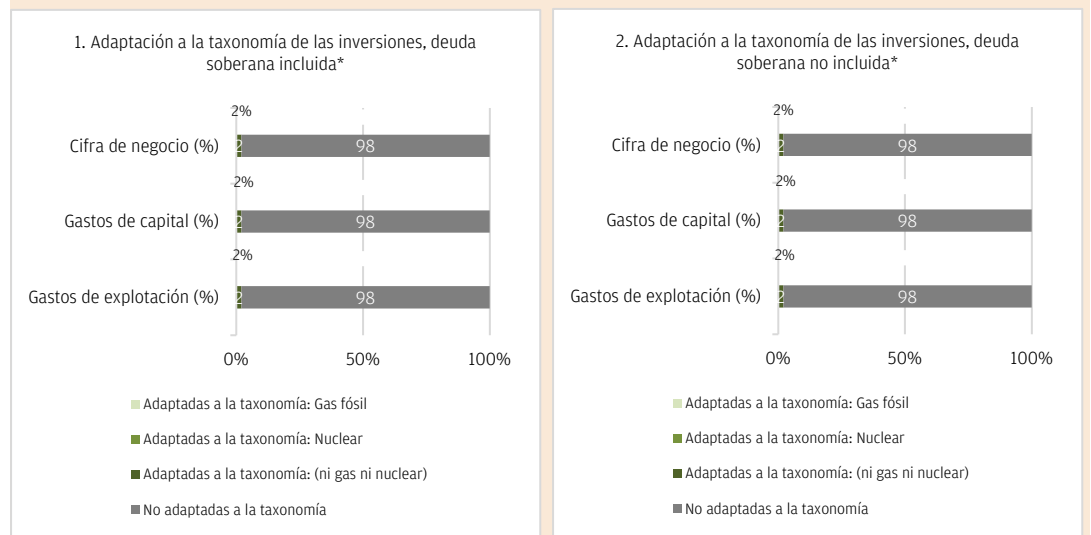 1. Adaptación a la taxonomía de las inversiones, deuda
soberana incluida*
2%
Cifra de negocio (%)
2 98
2%
Gastos de capital (%)
2 98
2%
Gastos de explotación (%)
2 98
0% 50% 100%
Adaptadas a la taxonomía: Gas fósil
Adaptadas a la taxonomía: Nuclear
Adaptadas a la taxonomía: (ni gas ni nuclear)
No adaptadas a la taxonomía
2. Adaptación a la taxonomía de las inversiones, deuda
soberana no incluida*
2%
Cifra de negocio (%)
2 98
2%
Gastos de capital (%)
2 98
2%
Gastos de explotación (%)
2 98
0% 50% 100%
Adaptadas a la taxonomía: Gas fósil
Adaptadas a la taxonomía: Nuclear
Adaptadas a la taxonomía: (ni gas ni nuclear)
No adaptadas a la taxonomía